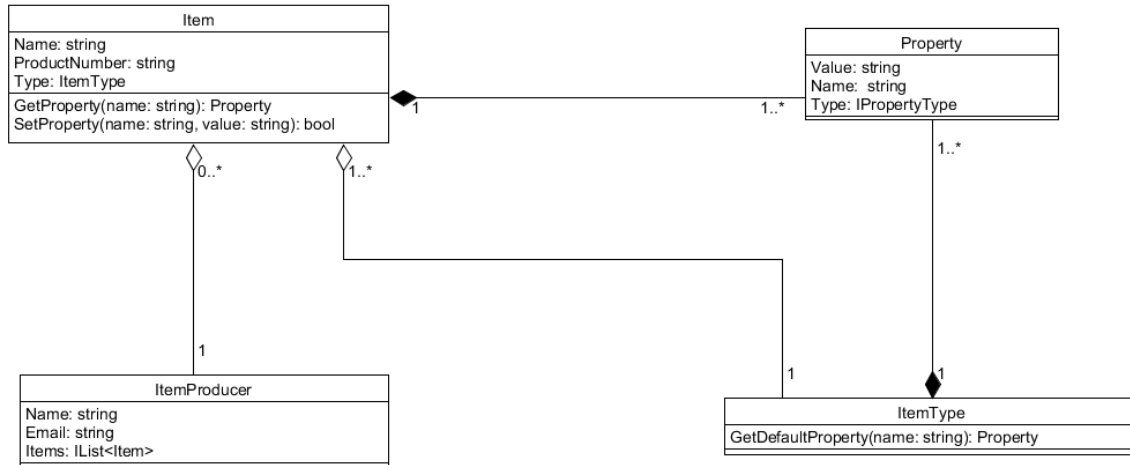 Item
Name: string
ProductNumber: string
Type: ItemType
GetProperty(name: string): Property
SetProperty(name: string, value: string): bool
Property
Value: string
Name: string
Type: IPropertyType
1
1..*
0..*
1..*
1..*
1
1
1
ItemProducer
Name: string
Email: string
Items: IList<Item>
ItemType
GetDefaultProperty(name: string): Property